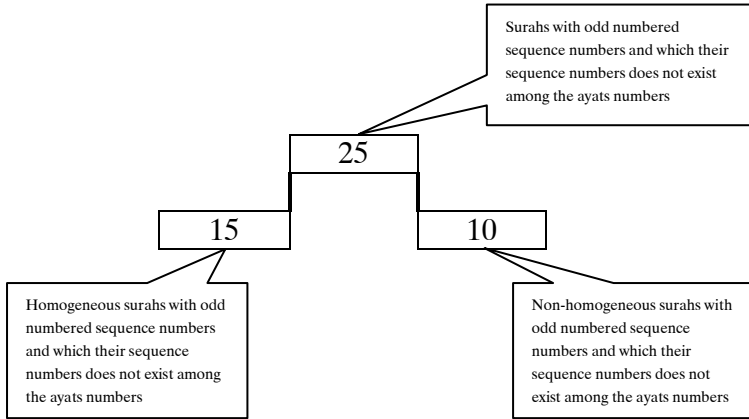 Surahs with odd numbered
sequence numbers and which their
sequence numbers does not exist
among the ayats numbers
25
15
10
Homogeneous surahs with odd
numbered sequence numbers
and which their sequence
numbers does not exist among
the ayats numbers
Non-homogeneous surahs with
odd numbered sequence
numbers and which their
sequence numbers does not
exist among the ayats numbers